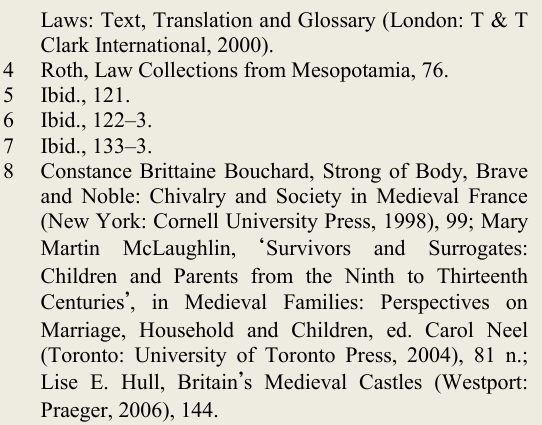 Laws: Text, Translation and Glossary (London: T & T
Clark International, 2000).
4 Roth, Law Collections from Mesopotamia, 76.
5 Ibid., 121.
6 Ibid., 122–3.
7 Ibid., 133–3.
8 Constance Brittaine Bouchard, Strong of Body, Brave
and Noble: Chivalry and Society in Medieval France
(New York: Cornell University Press, 1998), 99; Mary
Martin McLaughlin, ‘Survivors and Surrogates:
Children and Parents from the Ninth to Thirteenth
Centuries’, in Medieval Families: Perspectives on
Marriage, Household and Children, ed. Carol Neel
(Toronto: University of Toronto Press, 2004), 81 n.;
Lise E. Hull, Britain’s Medieval Castles (Westport:
Praeger, 2006), 144.